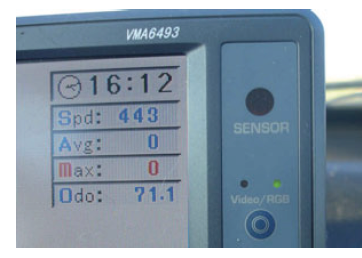 VMA6493
16:12
Spd: 443
Avg: 0
Max: 0
Odo: 71.1
SENSOR
Video/RGB